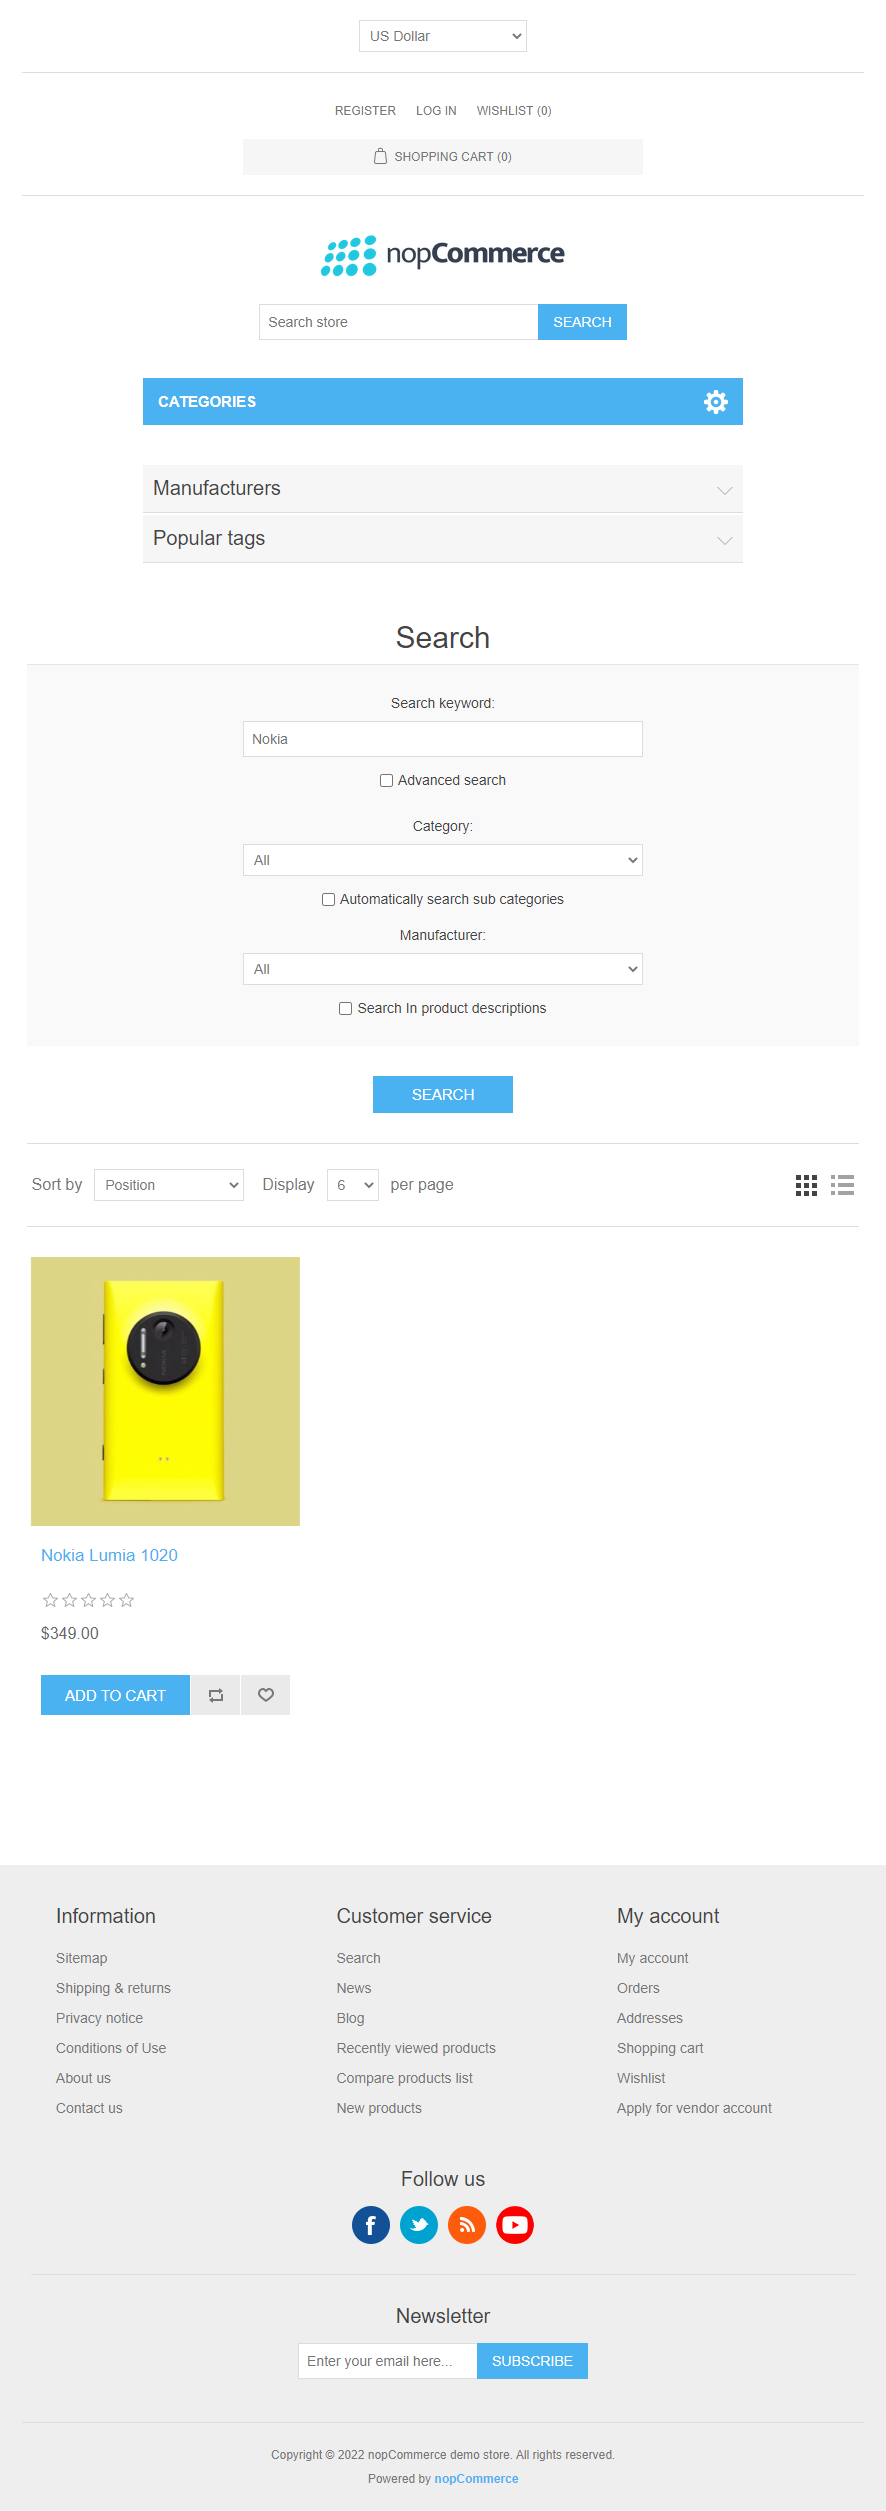 US Dollar
REGISTER LOG IN WISHLIST (0)
SHOPPING CART (0)
nopCommerce
Search store SEARCH
CATEGORIES
Manufacturers
Popular tags
Search
Search keyword:
Nokia
Advanced search
Category:
All
Automatically search sub categories
Manufacturer:
All
Search In product descriptions
SEARCH
Sort by Position Display 6 per page
Nokia Lumia 1020
$349.00
ADD TO CART
Information Customer service My account
Sitemap Search My account
Shipping & returns News Orders
Privacy notice Blog Addresses
Conditions of Use Recently viewed products Shopping cart
About us Compare products list Wishlist
Contact us New products Apply for vendor account
Follow us
Newsletter
Enter your email here... SUBSCRIBE
Copyright © 2022 nopCommerce demo store. All rights reserved.
Powered by nopCommerce